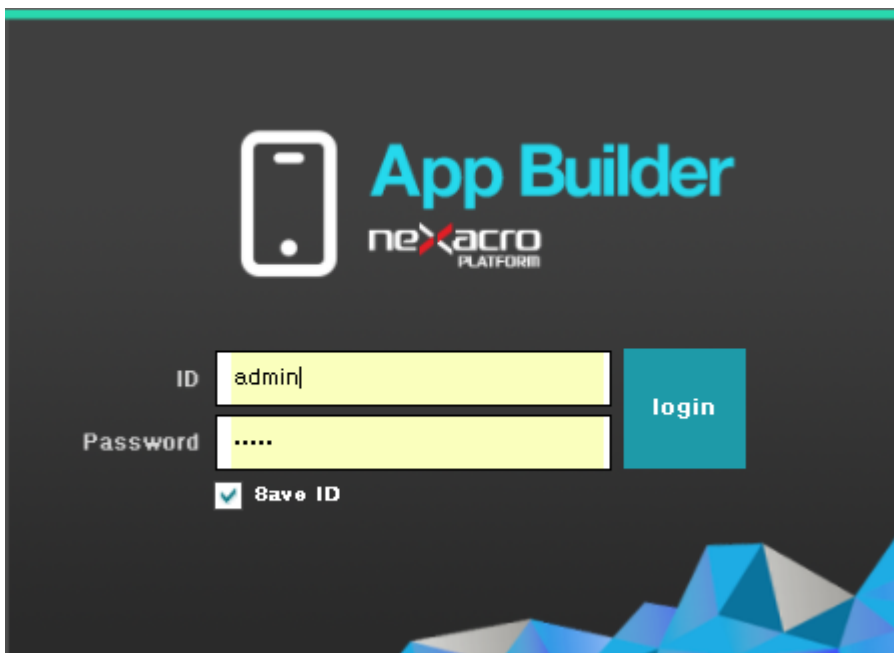 App Builder
nexacro
PLATFORM
ID admin
login
Password •••••
Save ID